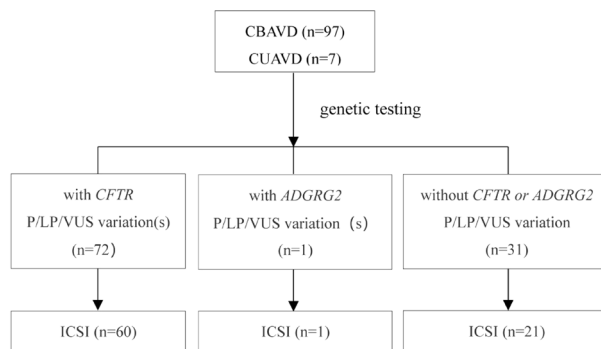 CBAVD (n=97)
CUAVD (n=7)
genetic testing
with CFTR
P/LP/VUS variation(s)
(n=72)
with ADGRG2
P/LP/VUS variation (s)
(n=1)
without CFTR or ADGRG2
P/LP/VUS variation
(n=31)
ICSI (n=60)
ICSI (n=1)
ICSI (n=21)